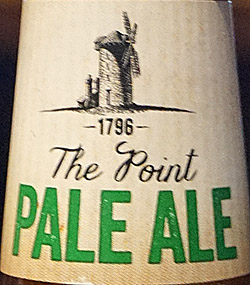 -1796-
The Point
PALE ALE